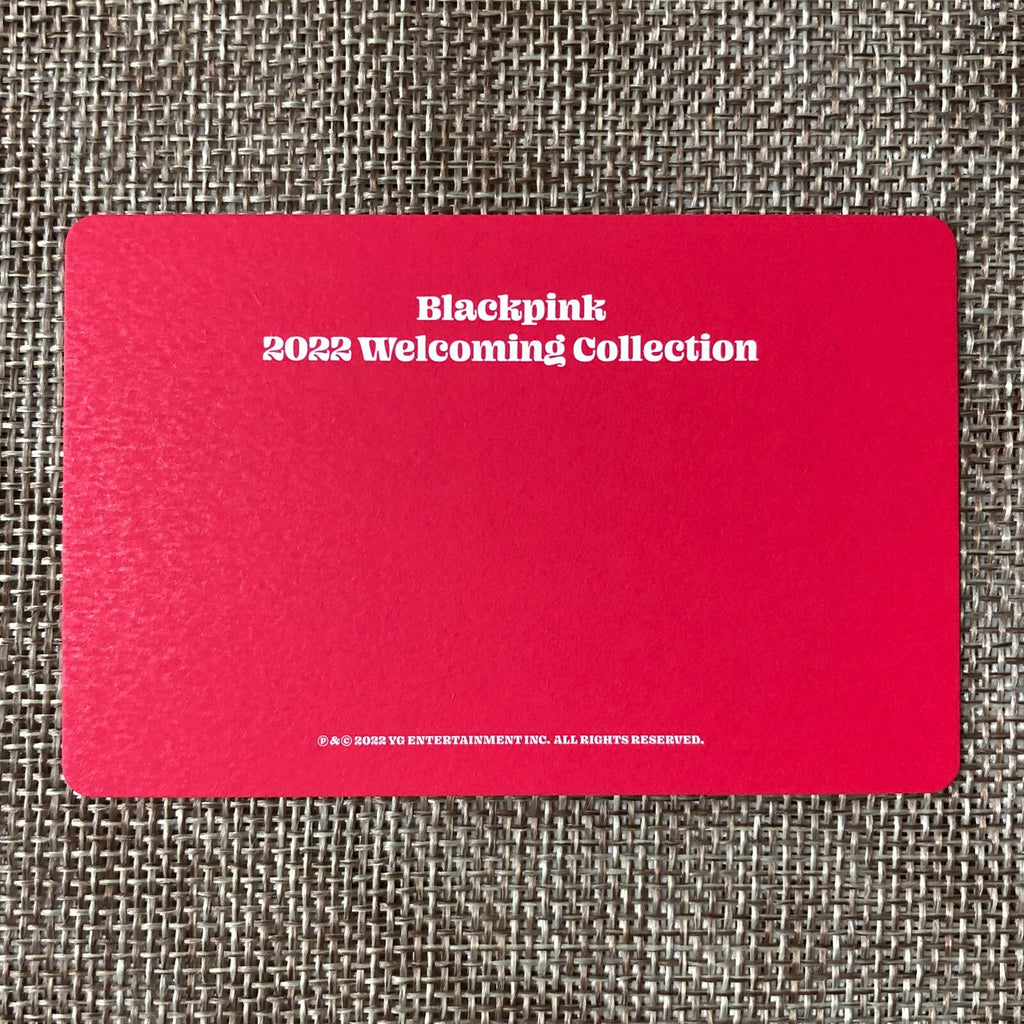 Blackpink
2022 Welcoming Collection
℗ & © 2022 YG ENTERTAINMENT INC. ALL RIGHTS RESERVED.